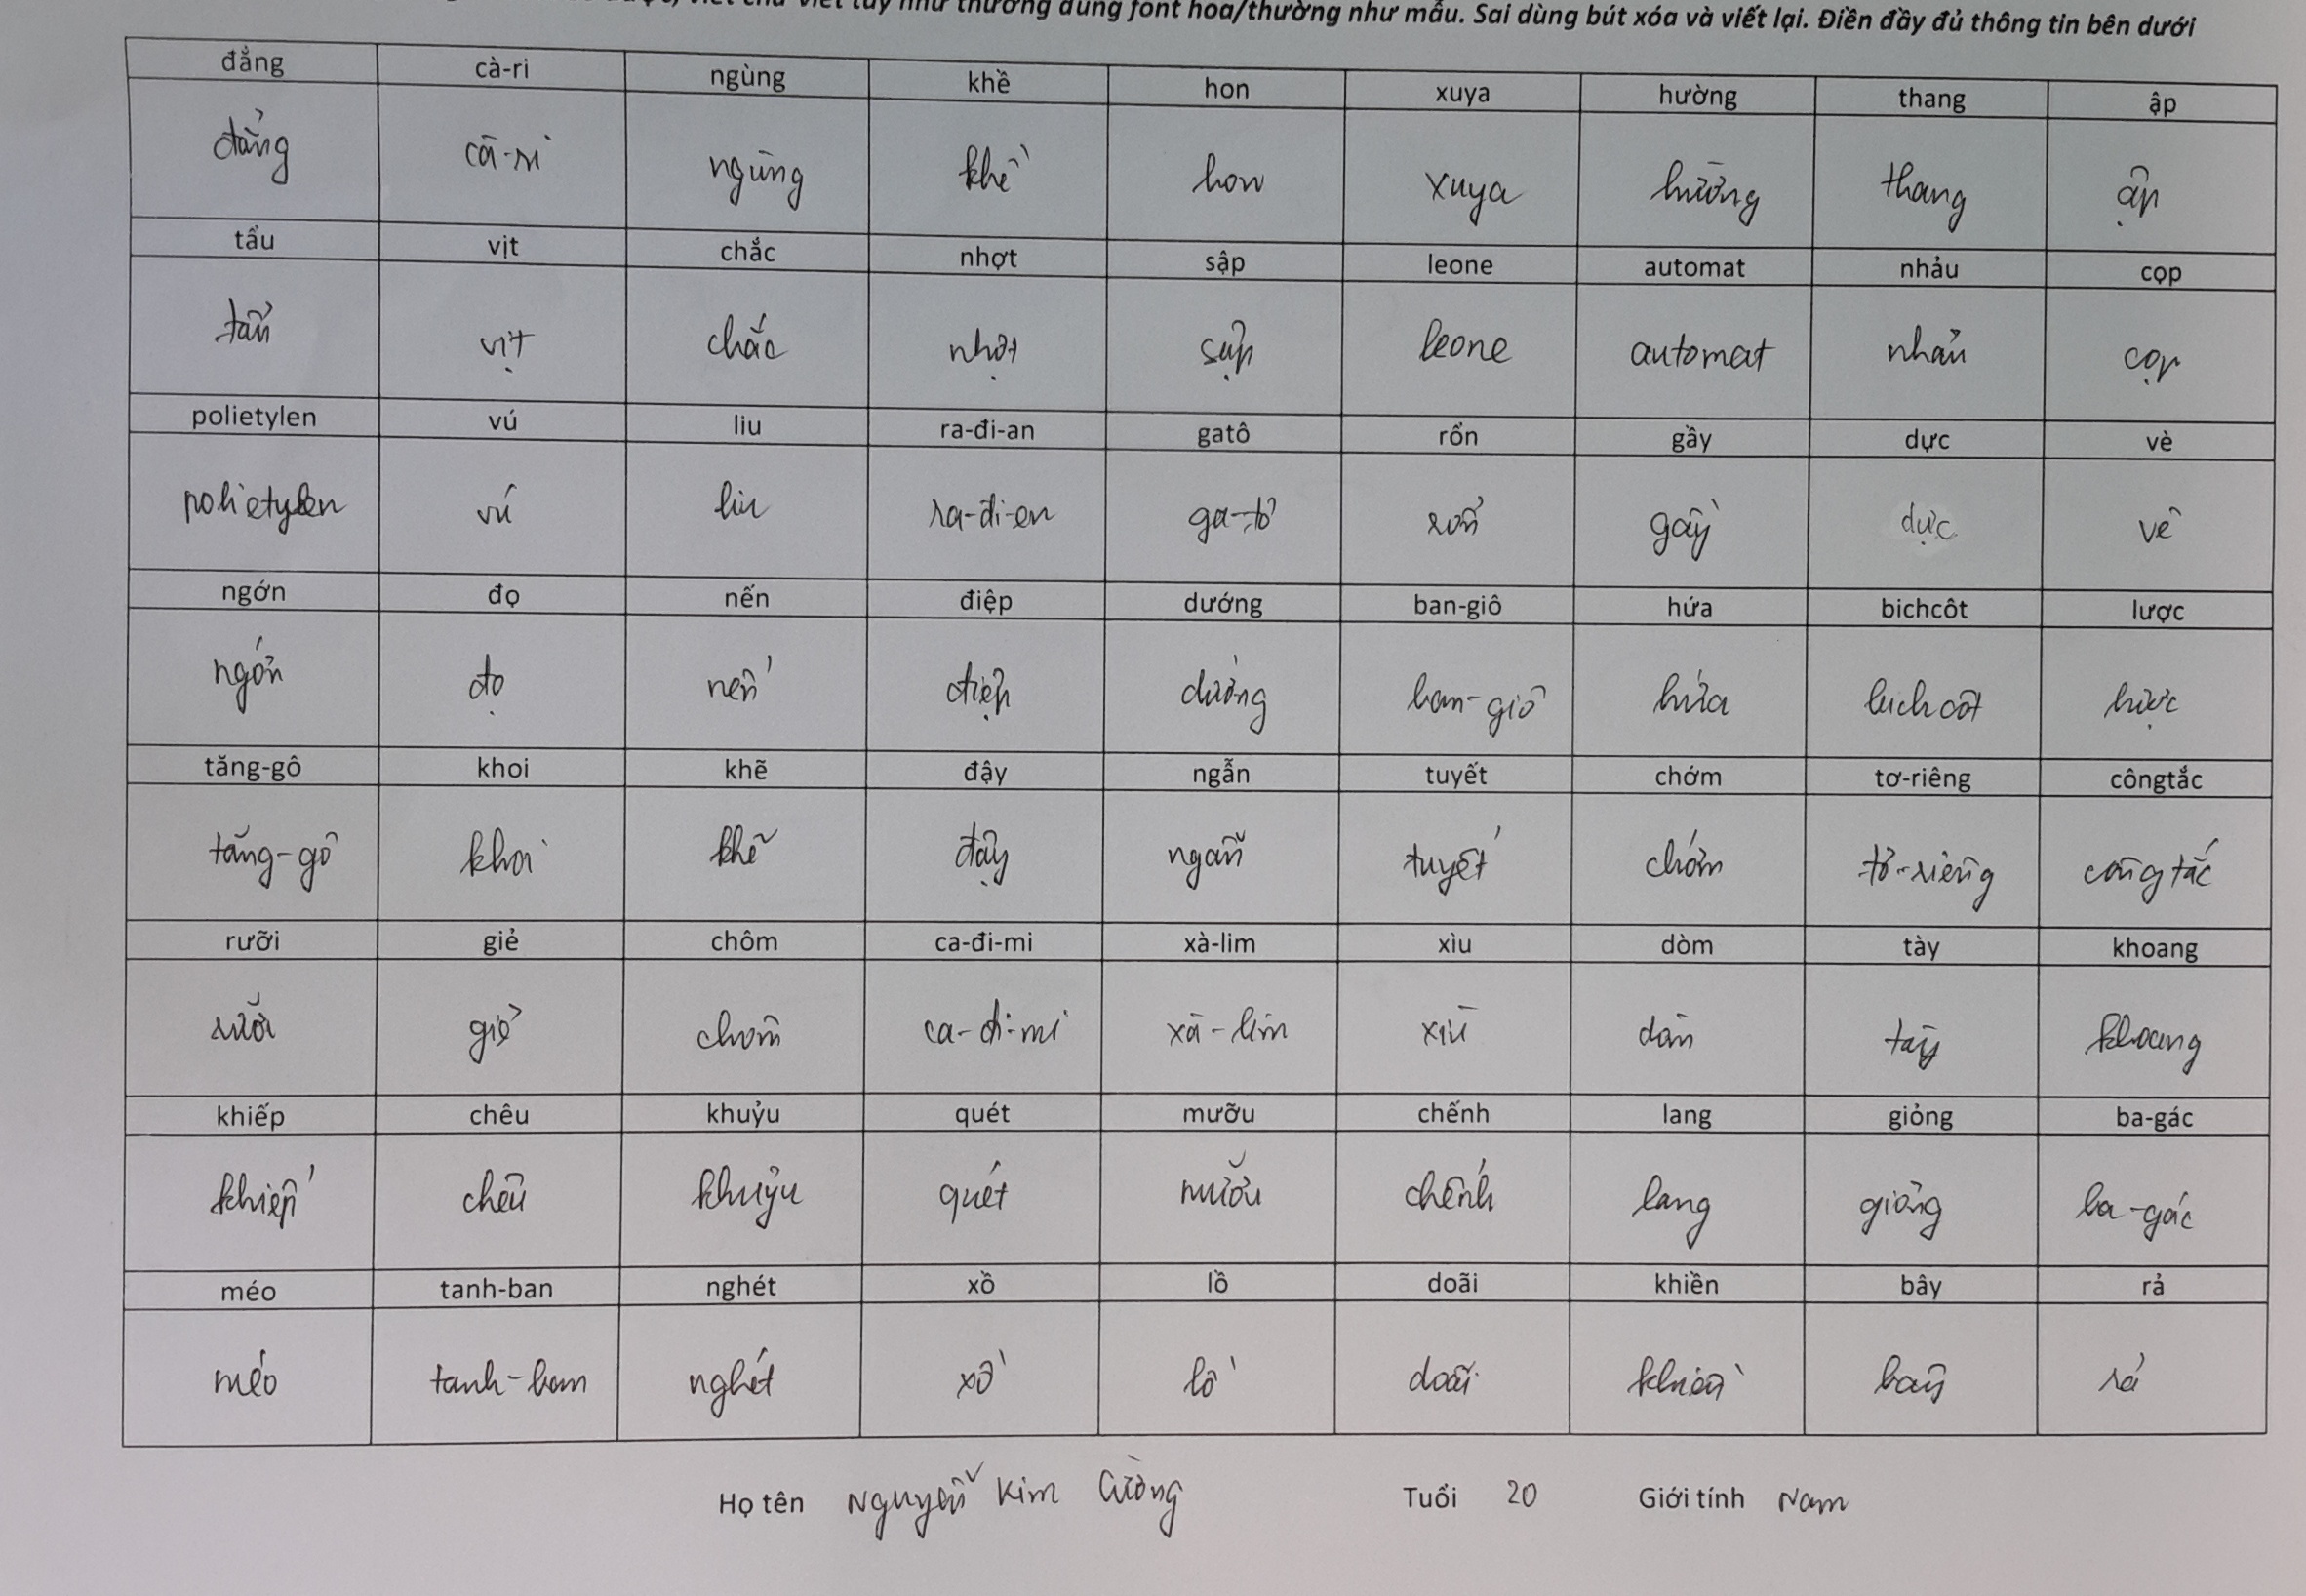 viết chữ viết tay như thường dùng font hoa/thường như mẫu. Sai dùng bút xóa và viết lại. Điền đầy đủ thông tin bên dưới
đẳng cà-ri ngùng khề hon xuya hường thang ập
đẳng cà-ri ngùng khề hon xuya hường thang ập
tẩu vịt chắc nhợt sập leone automat nhảu cọp
tẩu vịt chắc nhợt sập leone automat nhảu cọp
polietylen vú liu ra-đi-an gatô rổn gầy dực vè
polietylen vú liu ra-đi-en ga-tô rổn gầy dực vè
ngớn đọ nến điệp dướng ban-giô hứa bichcôt lược
ngớn đọ nến điệp dướng ban-giô hứa bichcôt lược
tăng-gô khoi khẽ đậy ngẫn tuyết chớm tơ-riêng côngtắc
tăng-gô khoi khẽ đậy ngẫn tuyết chớm tơ-riêng côngtắc
rưỡi giẻ chôm ca-đi-mi xà-lim xìu dòm tày khoang
rưỡi giẻ chôm ca-đi-mi xà-lim xìu tày khoang
khiếp chêu khuỷu quét mưỡu chếnh lang giỏng ba-gác
khiếp chêu khuỷu quét mưỡu chếnh lang giỏng ba-gác
méo tanh-ban nghét xồ lồ doãi khiền bây rả
méo tanh-ban nghét xồ lồ doãi khiền bây rả
Họ tên Nguyễn Kim Cường Tuổi 20 Giới tính Nam